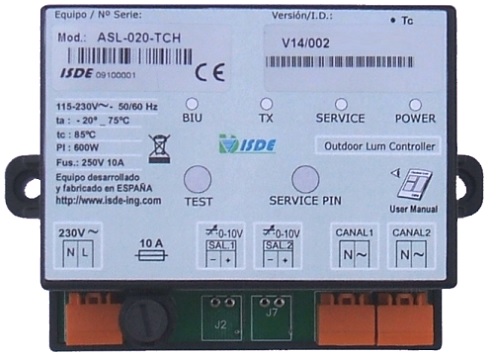 Equipo / Nº Serie:
Versión/I.D.:
• Tc
Mod.: ASL-020-TCH
V14/002
ISDE 09100001
CE
115-230V~ - 50/60 Hz
ta : - 20º _ 75ºC
tc : 85ºC
PI : 600W
Fus.: 250V 10A
BIU
TX
SERVICE
POWER
ISDE
Outdoor Lum Controller
Equipo desarrollado
y fabricado en ESPAÑA
http://www.isde-ing.com
TEST
SERVICE PIN
User Manual
230V ~
N L
10 A
0-10V
SAL.1
- +
0-10V
SAL.2
- +
CANAL1
N ~
CANAL2
N ~
J2
J7